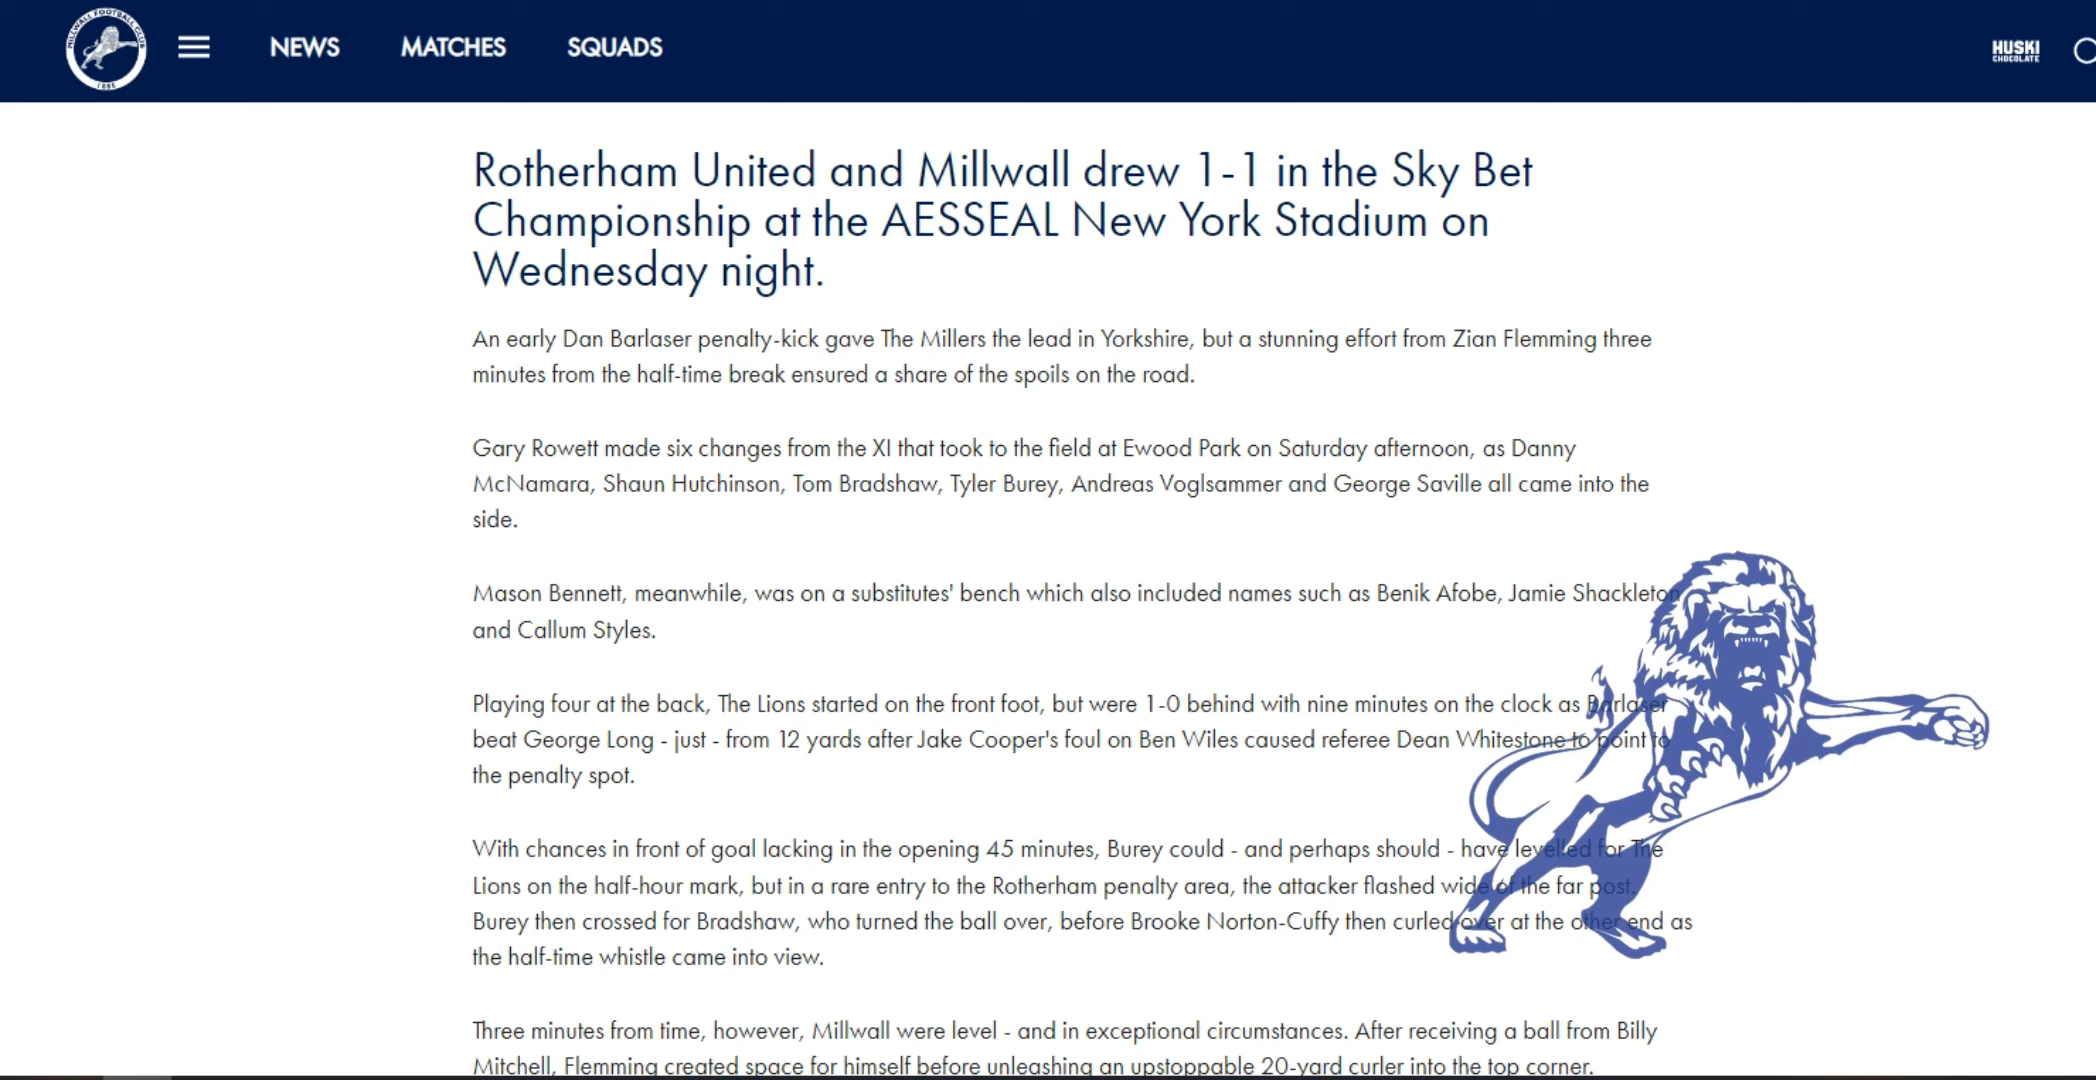 MILLWALL FOOTBALL CLUB
1885
NEWS MATCHES SQUADS
HUSKI
CHOCOLATE
Rotherham United and Millwall drew 1-1 in the Sky Bet
Championship at the AESSEAL New York Stadium on
Wednesday night.
An early Dan Barlaser penalty-kick gave The Millers the lead in Yorkshire, but a stunning effort from Zian Flemming three
minutes from the half-time break ensured a share of the spoils on the road.
Gary Rowett made six changes from the XI that took to the field at Ewood Park on Saturday afternoon, as Danny
McNamara, Shaun Hutchinson, Tom Bradshaw, Tyler Burey, Andreas Voglsammer and George Saville all came into the
side.
Mason Bennett, meanwhile, was on a substitutes' bench which also included names such as Benik Afobe, Jamie Shackleton
and Callum Styles.
Playing four at the back, The Lions started on the front foot, but were 1-0 behind with nine minutes on the clock as Barlaser
beat George Long - just - from 12 yards after Jake Cooper's foul on Ben Wiles caused referee Dean Whitestone to point to
the penalty spot.
With chances in front of goal lacking in the opening 45 minutes, Burey could - and perhaps should - have levelled for The
Lions on the half-hour mark, but in a rare entry to the Rotherham penalty area, the attacker flashed wide of the far post.
Burey then crossed for Bradshaw, who turned the ball over, before Brooke Norton-Cuffy then curled over at the other end as
the half-time whistle came into view.
Three minutes from time, however, Millwall were level - and in exceptional circumstances. After receiving a ball from Billy
Mitchell, Flemming created space for himself before unleashing an upstoppable 20-yard curler into the top corner.